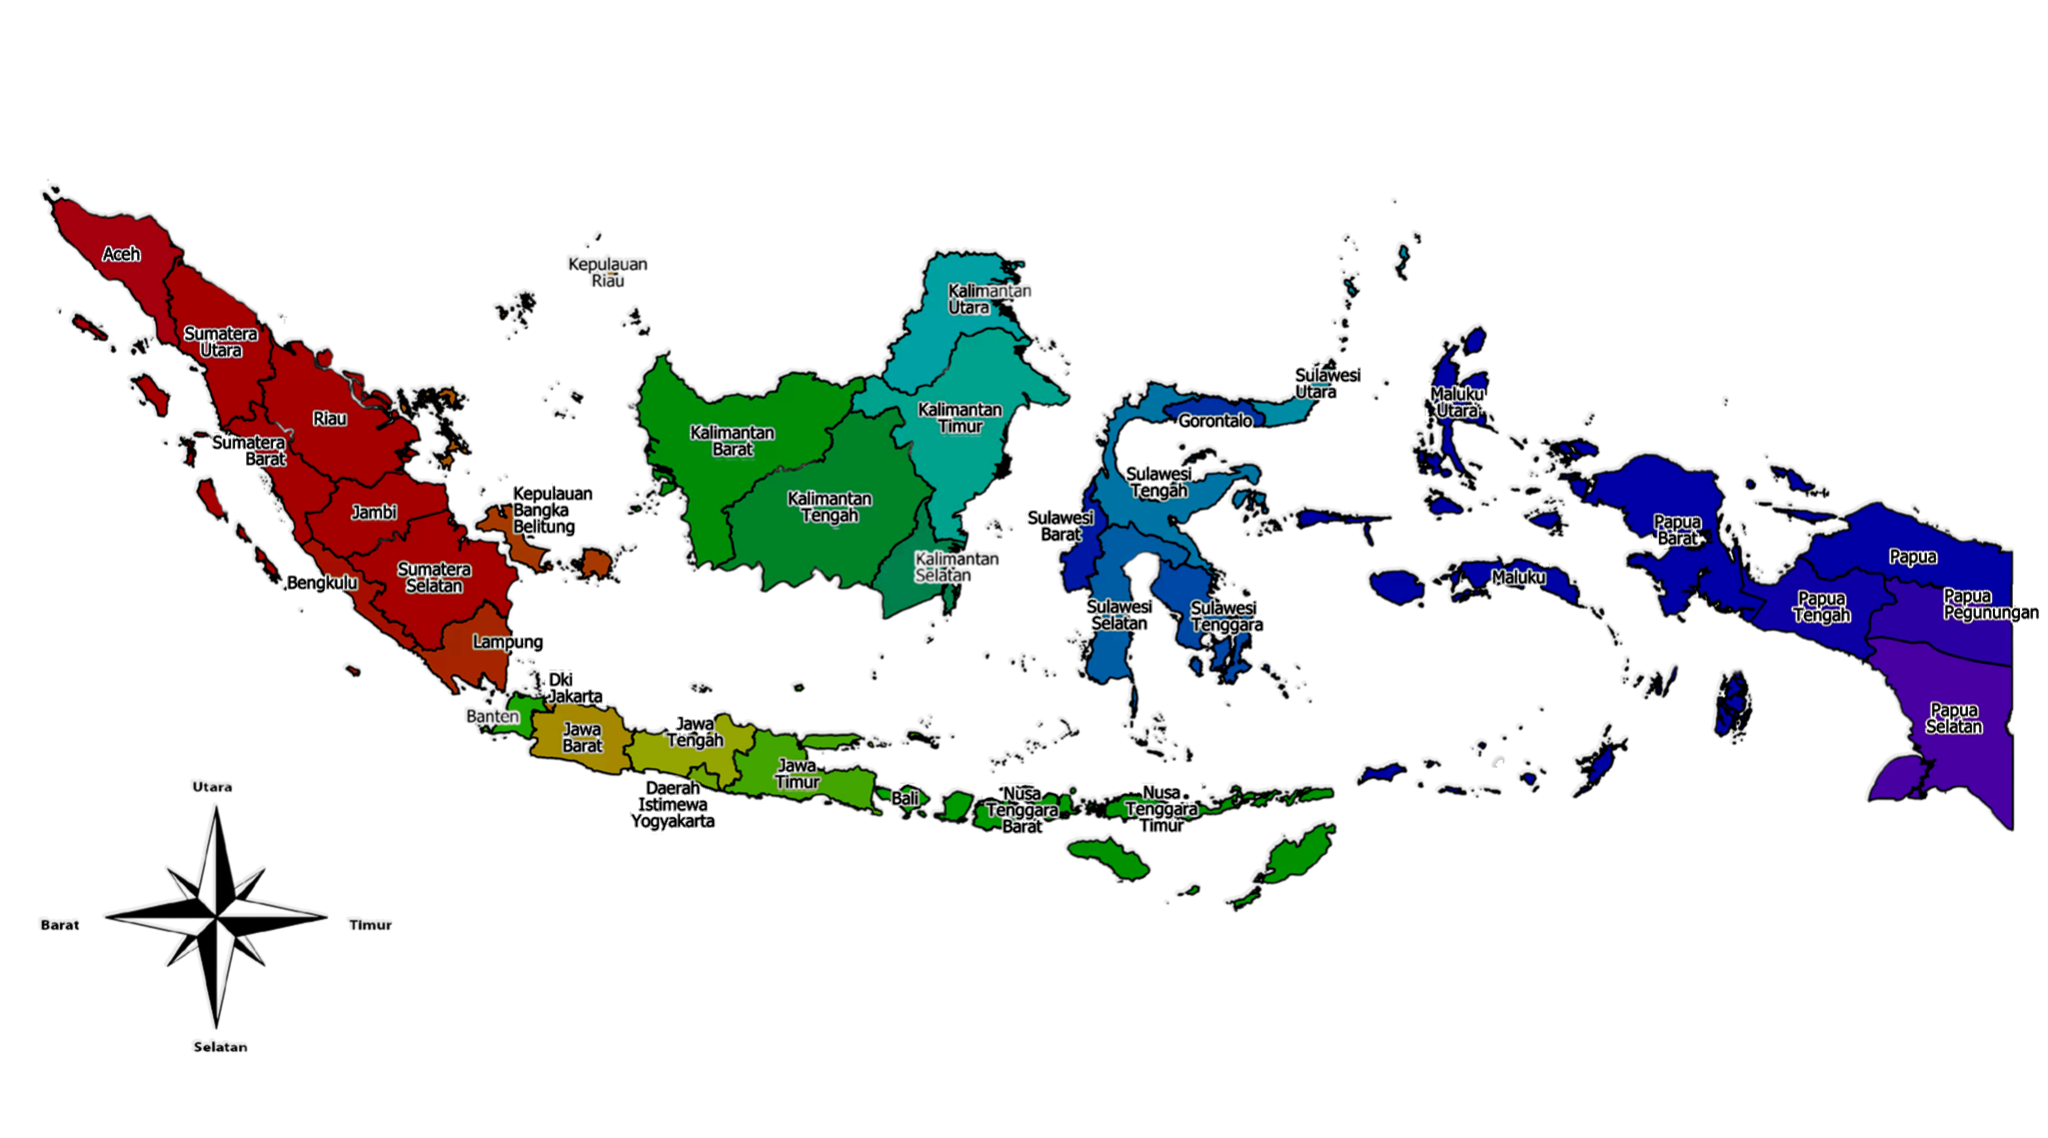 Aceh
Sumatera
Utara
Riau
Sumatera
Barat
Jambi
Bengkulu
Sumatera
Selatan
Lampung
Kepulauan
Riau
Kepulauan
Bangka
Belitung
Dki
Jakarta
Banten
Jawa
Barat
Jawa
Tengah
Daerah
Istimewa
Yogyakarta
Jawa
Timur
Bali
Nusa
Tenggara
Barat
Nusa
Tenggara
Timur
Kalimantan
Utara
Kalimantan
Timur
Kalimantan
Barat
Kalimantan
Tengah
Kalimantan
Selatan
Sulawesi
Utara
Gorontalo
Sulawesi
Tengah
Sulawesi
Barat
Sulawesi
Selatan
Sulawesi
Tenggara
Maluku
Utara
Maluku
Papua
Barat
Papua
Papua
Tengah
Papua
Pegunungan
Papua
Selatan
Utara
Barat
Timur
Selatan